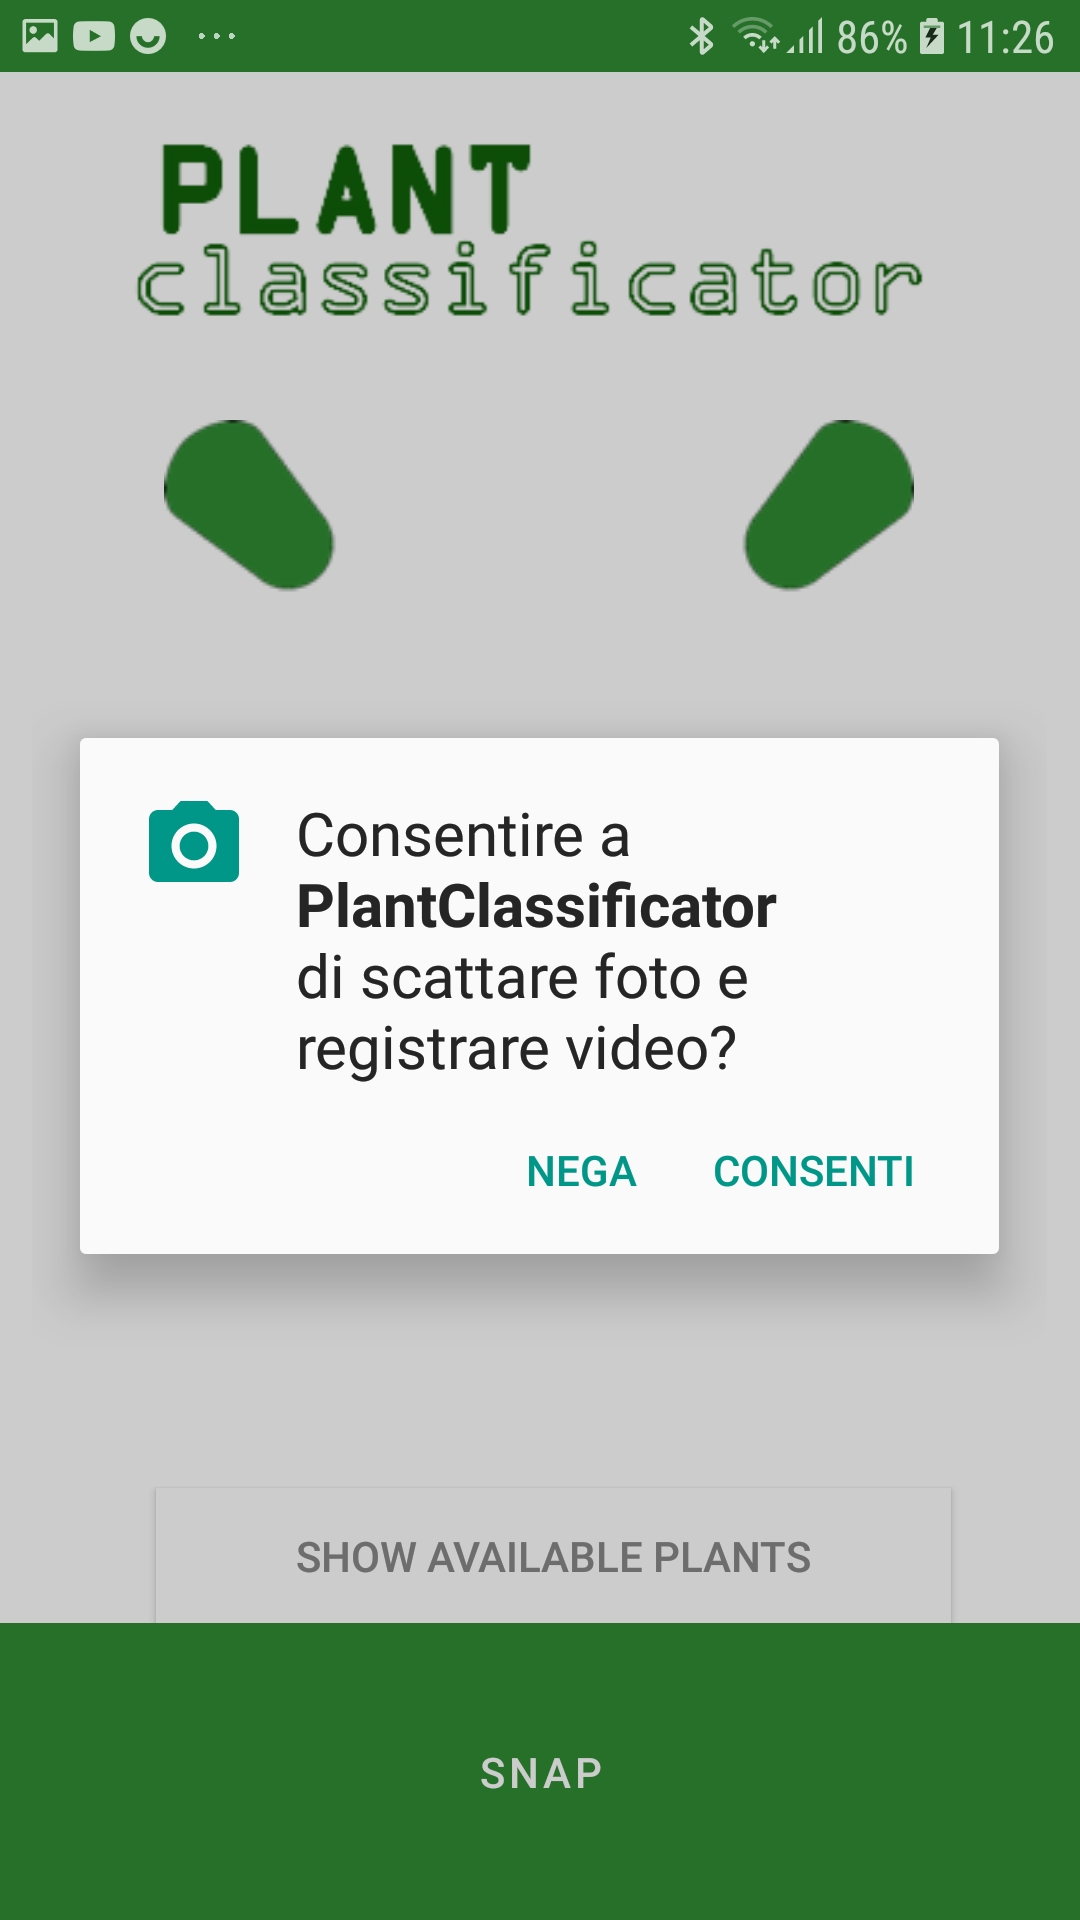 86% 11:26
PLANT
classificator
Consentire a
PlantClassificator
di scattare foto e
registrare video?
NEGA CONSENTI
SHOW AVAILABLE PLANTS
SNAP